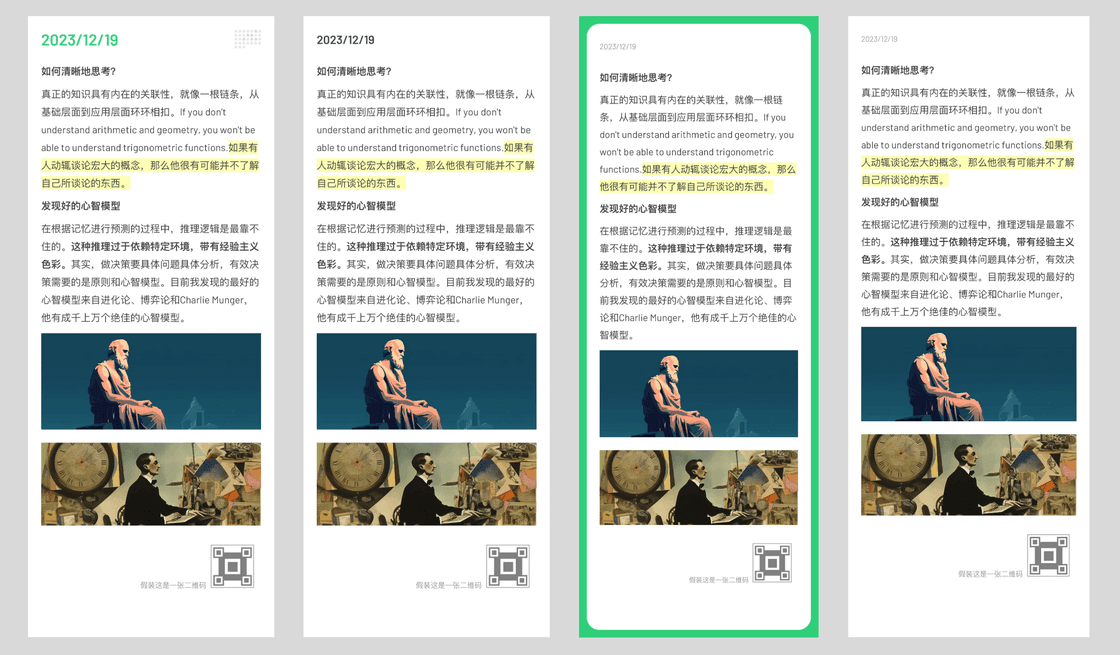 2023/12/19
如何清晰地思考?
真正的知识具有内在的关联性，就像一根链条，从
基础层面到应用层面环环相扣。If you don't
understand arithmetic and geometry, you won't be
able to understand trigonometric functions.如果有
人动辄谈论宏大的概念，那么他很有可能并不了解
自己所谈论的东西。
发现好的心智模型
在根据记忆进行预测的过程中，推理逻辑是最靠不
住的。这种推理过于依赖特定环境，带有经验主义
色彩。其实，做决策要具体问题具体分析，有效决
策需要的是原则和心智模型。目前我发现的最好的
心智模型来自进化论、博弈论和Charlie Munger，
他有成千上万个绝佳的心智模型。
假装这是一张二维码
2023/12/19
如何清晰地思考?
真正的知识具有内在的关联性，就像一根链条，从
基础层面到应用层面环环相扣。If you don't
understand arithmetic and geometry, you won't be
able to understand trigonometric functions.如果有
人动辄谈论宏大的概念，那么他很有可能并不了解
自己所谈论的东西。
发现好的心智模型
在根据记忆进行预测的过程中，推理逻辑是最靠不
住的。这种推理过于依赖特定环境，带有经验主义
色彩。其实，做决策要具体问题具体分析，有效决
策需要的是原则和心智模型。目前我发现的最好的
心智模型来自进化论、博弈论和Charlie Munger，
他有成千上万个绝佳的心智模型。
假装这是一张二维码
2023/12/19
如何清晰地思考?
真正的知识具有内在的关联性，就像一根链
条，从基础层面到应用层面环环相扣。If you
don't understand arithmetic and geometry, you
won't be able to understand trigonometric
functions.如果有人动辄谈论宏大的概念，那么
他很有可能并不了解自己所谈论的东西。
发现好的心智模型
在根据记忆进行预测的过程中，推理逻辑是最
靠不住的。这种推理过于依赖特定环境，带有
经验主义色彩。其实，做决策要具体问题具体
分析，有效决策需要的是原则和心智模型。目
前我发现的最好的心智模型来自进化论、博弈
论和Charlie Munger，他有成千上万个绝佳的心
智模型。
假装这是一张二维码
2023/12/19
如何清晰地思考?
真正的知识具有内在的关联性，就像一根链条，从
基础层面到应用层面环环相扣。If you don't
understand arithmetic and geometry, you won't be
able to understand trigonometric functions.如果有
人动辄谈论宏大的概念，那么他很有可能并不了解
自己所谈论的东西。
发现好的心智模型
在根据记忆进行预测的过程中，推理逻辑是最靠不
住的。这种推理过于依赖特定环境，带有经验主义
色彩。其实，做决策要具体问题具体分析，有效决
策需要的是原则和心智模型。目前我发现的最好的
心智模型来自进化论、博弈论和Charlie Munger，
他有成千上万个绝佳的心智模型。
假装这是一张二维码